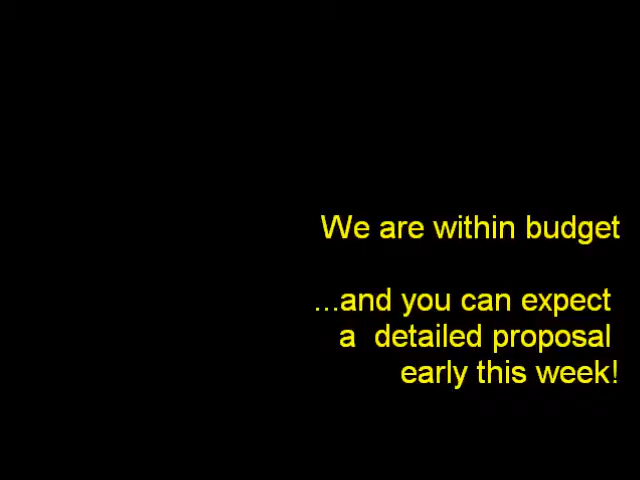 We are within budget
...and you can expect
a  detailed proposal
early this week!